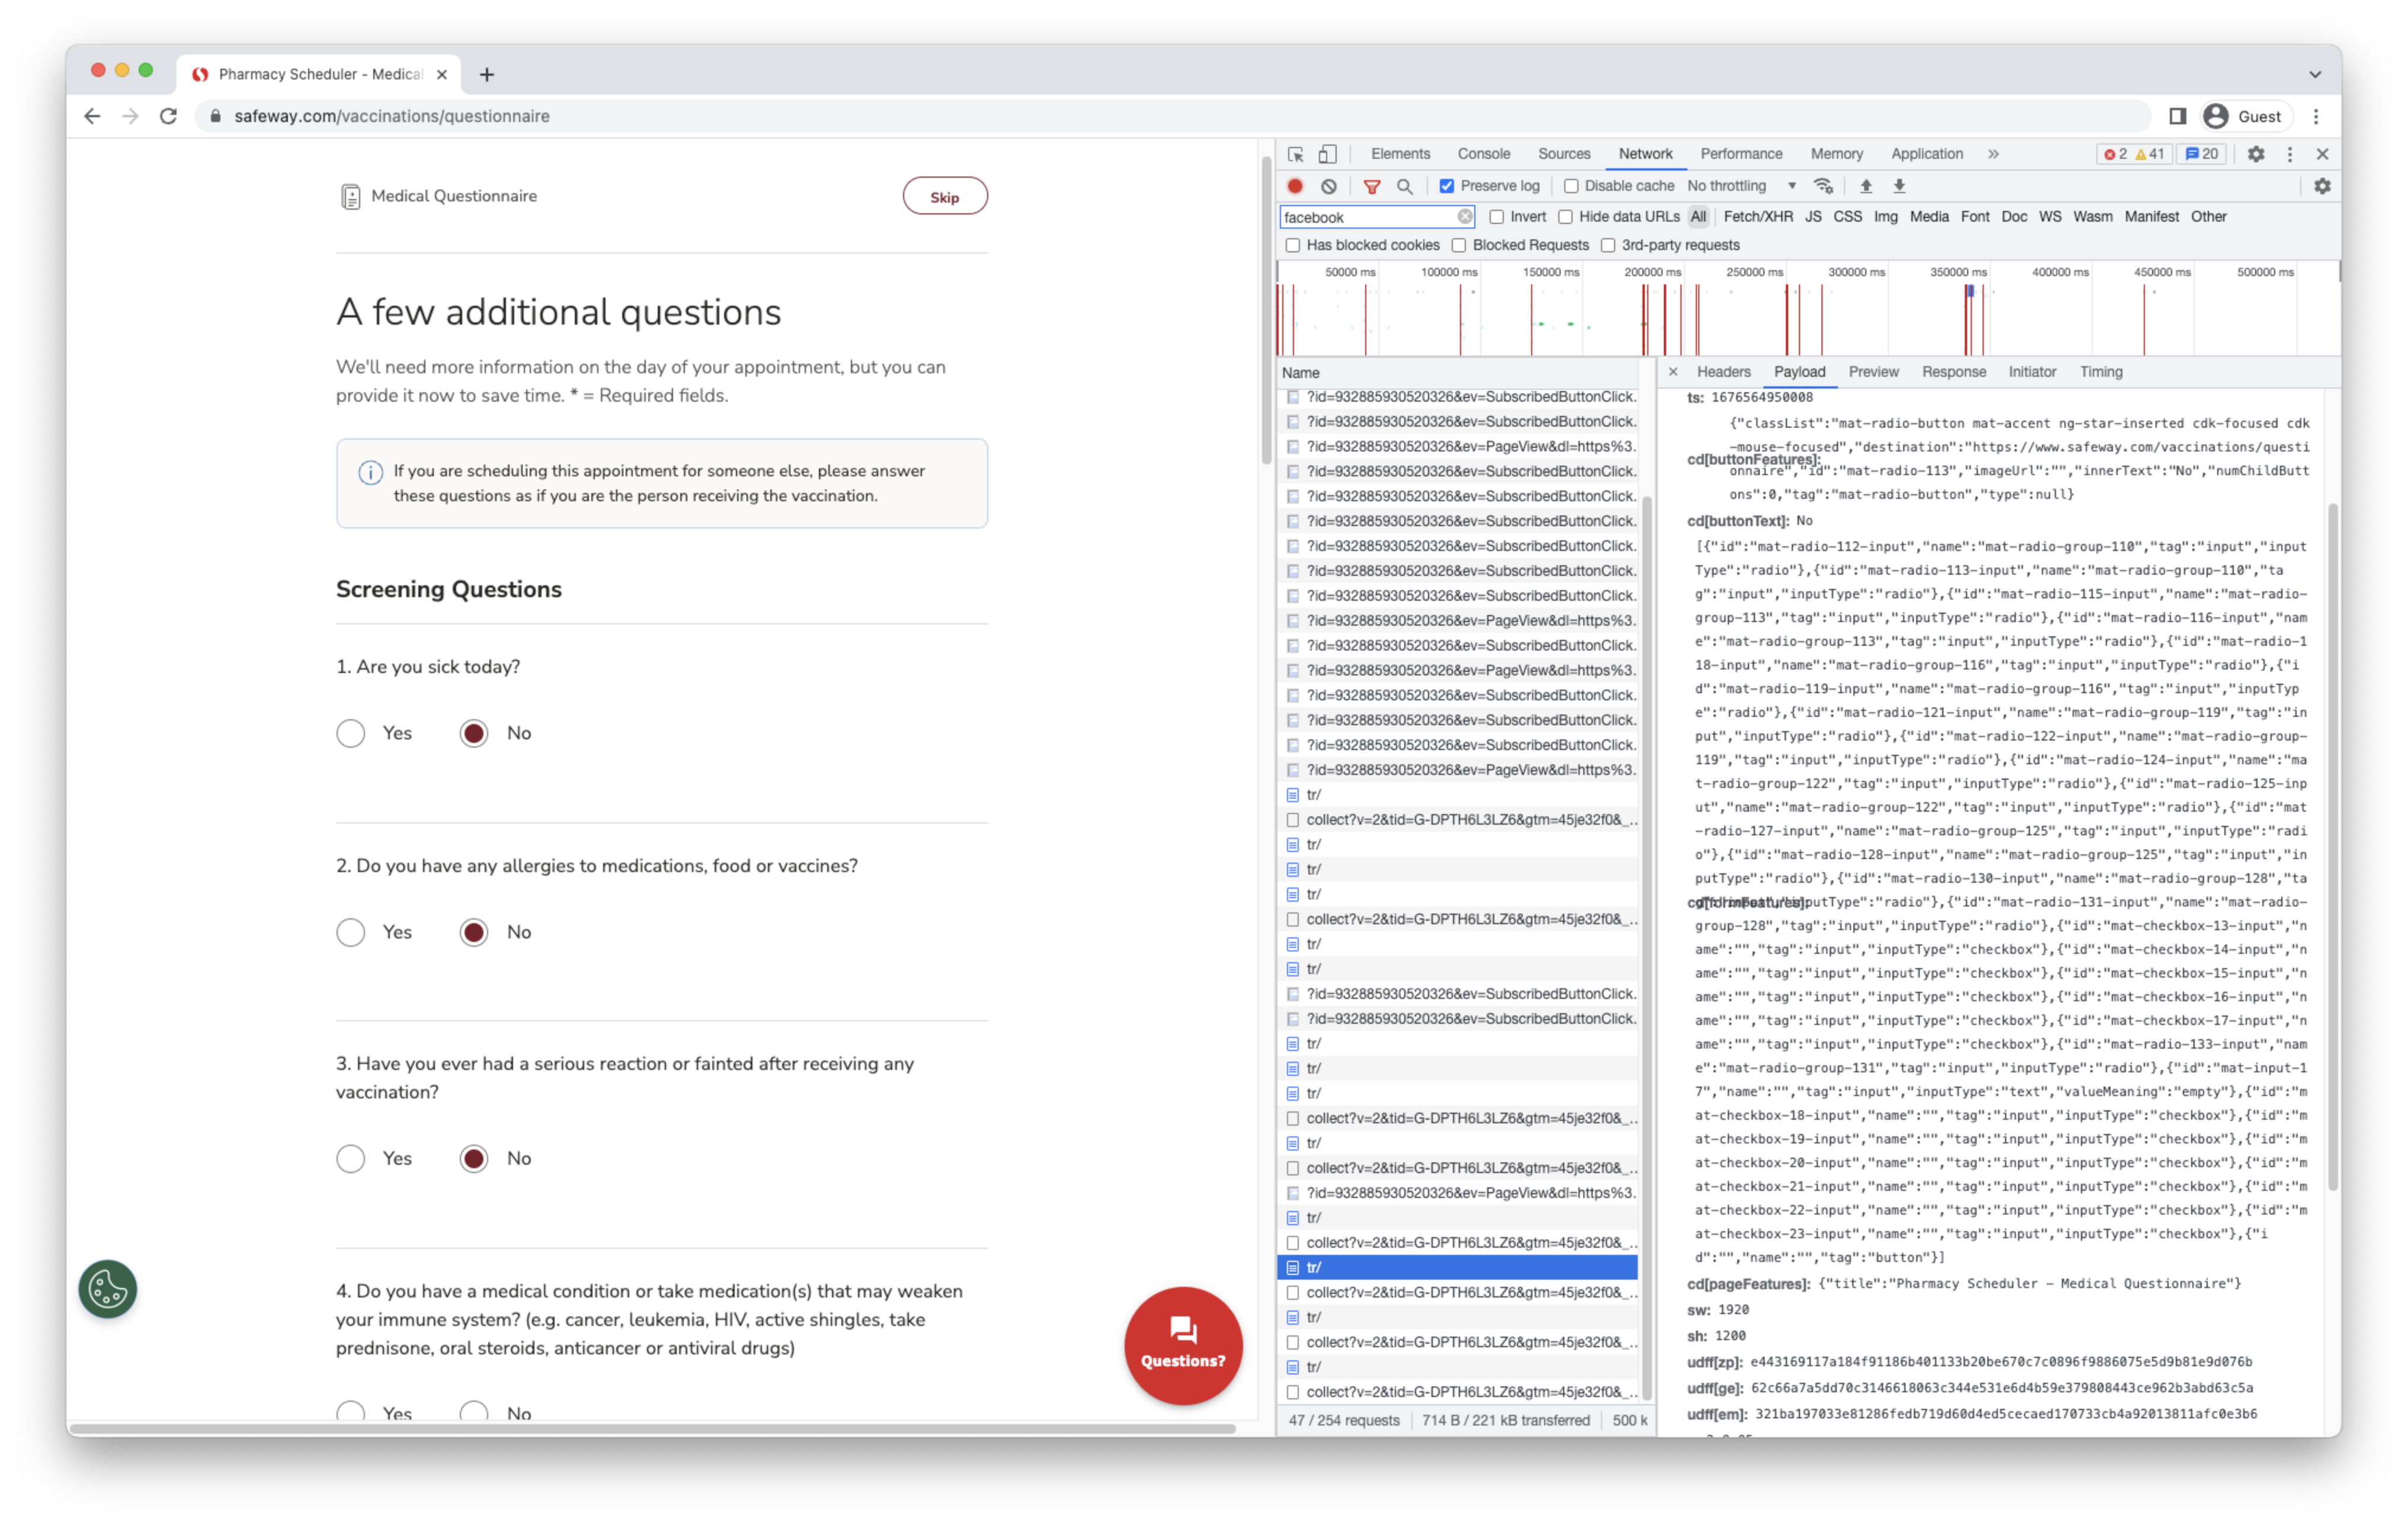 Pharmacy Scheduler - Medical
safeway.com/vaccinations/questionnaire
Guest
Medical Questionnaire
Skip
A few additional questions
We'll need more information on the day of your appointment, but you can
provide it now to save time. * = Required fields.
If you are scheduling this appointment for someone else, please answer
these questions as if you are the person receiving the vaccination.
Screening Questions
1. Are you sick today?
Yes No
2. Do you have any allergies to medications, food or vaccines?
Yes No
3. Have you ever had a serious reaction or fainted after receiving any
vaccination?
Yes No
4. Do you have a medical condition or take medication(s) that may weaken
your immune system? (e.g. cancer, leukemia, HIV, active shingles, take
prednisone, oral steroids, anticancer or antiviral drugs)
Yes No
Questions?
Elements Console Sources Network Performance Memory Application » 2 41 20
Preserve log Disable cache No throttling
facebook Invert Hide data URLs All Fetch/XHR JS CSS Img Media Font Doc WS Wasm Manifest Other
Has blocked cookies Blocked Requests 3rd-party requests
50000 ms 100000 ms 150000 ms 200000 ms 250000 ms 300000 ms 350000 ms 400000 ms 450000 ms 500000 ms
Name
?id=932885930520326&ev=SubscribedButtonClick.
?id=932885930520326&ev=SubscribedButtonClick.
?id=932885930520326&ev=PageView&dl=https%3.
?id=932885930520326&ev=SubscribedButtonClick.
?id=932885930520326&ev=SubscribedButtonClick.
?id=932885930520326&ev=SubscribedButtonClick.
?id=932885930520326&ev=SubscribedButtonClick.
?id=932885930520326&ev=SubscribedButtonClick.
?id=932885930520326&ev=SubscribedButtonClick.
?id=932885930520326&ev=PageView&dl=https%3.
?id=932885930520326&ev=SubscribedButtonClick.
?id=932885930520326&ev=PageView&dl=https%3.
?id=932885930520326&ev=SubscribedButtonClick.
?id=932885930520326&ev=SubscribedButtonClick.
?id=932885930520326&ev=SubscribedButtonClick.
?id=932885930520326&ev=PageView&dl=https%3.
tr/
collect?v=2&tid=G-DPTH6L3LZ6&gtm=45je32f0&_...
tr/
tr/
tr/
collect?v=2&tid=G-DPTH6L3LZ6&gtm=45je32f0&_...
tr/
tr/
?id=932885930520326&ev=SubscribedButtonClick.
?id=932885930520326&ev=SubscribedButtonClick.
tr/
tr/
tr/
collect?v=2&tid=G-DPTH6L3LZ6&gtm=45je32f0&_...
tr/
collect?v=2&tid=G-DPTH6L3LZ6&gtm=45je32f0&_...
?id=932885930520326&ev=PageView&dl=https%3.
tr/
collect?v=2&tid=G-DPTH6L3LZ6&gtm=45je32f0&_...
tr/
collect?v=2&tid=G-DPTH6L3LZ6&gtm=45je32f0&_...
tr/
collect?v=2&tid=G-DPTH6L3LZ6&gtm=45je32f0&_...
tr/
collect?v=2&tid=G-DPTH6L3LZ6&gtm=45je32f0&_...
47 / 254 requests 714 B / 221 kB transferred 500 k
Headers Payload Preview Response Initiator Timing
ts: 1676564950008
{"classList":"mat-radio-button mat-accent ng-star-inserted cdk-focused cdk
-mouse-focused","destination":"https://www.safeway.com/vaccinations/questi
cd[buttonFeatures]:
onnaire","id":"mat-radio-113","imageUrl":"","innerText":"No","numChildButt
ons":0,"tag":"mat-radio-button","type":null}
cd[buttonText]: No
[{"id":"mat-radio-112-input","name":"mat-radio-group-110","tag":"input","input
Type":"radio"},{"id":"mat-radio-113-input","name":"mat-radio-group-110","ta
g":"input","inputType":"radio"},{"id":"mat-radio-115-input","name":"mat-radio-
group-113","tag":"input","inputType":"radio"},{"id":"mat-radio-116-input","nam
e":"mat-radio-group-113","tag":"input","inputType":"radio"},{"id":"mat-radio-1
18-input","name":"mat-radio-group-116","tag":"input","inputType":"radio"},{"i
d":"mat-radio-119-input","name":"mat-radio-group-116","tag":"input","inputTyp
e":"radio"},{"id":"mat-radio-121-input","name":"mat-radio-group-119","tag":"in
put","inputType":"radio"},{"id":"mat-radio-122-input","name":"mat-radio-group-
119","tag":"input","inputType":"radio"},{"id":"mat-radio-124-input","name":"ma
t-radio-group-122","tag":"input","inputType":"radio"},{"id":"mat-radio-125-inp
ut","name":"mat-radio-group-122","tag":"input","inputType":"radio"},{"id":"mat
-radio-127-input","name":"mat-radio-group-125","tag":"input","inputType":"radi
o"},{"id":"mat-radio-128-input","name":"mat-radio-group-125","tag":"input","in
putType":"radio"},{"id":"mat-radio-130-input","name":"mat-radio-group-128","ta
cd[formFeatures]:
g":"input","inputType":"radio"},{"id":"mat-radio-131-input","name":"mat-radio-
group-128","tag":"input","inputType":"radio"},{"id":"mat-checkbox-13-input","n
ame":"","tag":"input","inputType":"checkbox"},{"id":"mat-checkbox-14-input","n
ame":"","tag":"input","inputType":"checkbox"},{"id":"mat-checkbox-15-input","n
ame":"","tag":"input","inputType":"checkbox"},{"id":"mat-checkbox-16-input","n
ame":"","tag":"input","inputType":"checkbox"},{"id":"mat-checkbox-17-input","n
ame":"","tag":"input","inputType":"checkbox"},{"id":"mat-radio-133-input","nam
e":"mat-radio-group-131","tag":"input","inputType":"radio"},{"id":"mat-input-1
7","name":"","tag":"input","inputType":"text","valueMeaning":"empty"},{"id":"m
at-checkbox-18-input","name":"","tag":"input","inputType":"checkbox"},{"id":"m
at-checkbox-19-input","name":"","tag":"input","inputType":"checkbox"},{"id":"m
at-checkbox-20-input","name":"","tag":"input","inputType":"checkbox"},{"id":"m
at-checkbox-21-input","name":"","tag":"input","inputType":"checkbox"},{"id":"m
at-checkbox-22-input","name":"","tag":"input","inputType":"checkbox"},{"id":"m
at-checkbox-23-input","name":"","tag":"input","inputType":"checkbox"},{"i
d":"","name":"","tag":"button"}]
cd[pageFeatures]: {"title":"Pharmacy Scheduler – Medical Questionnaire"}
sw: 1920
sh: 1200
udff[zp]: e443169117a184f91186b401133b20be670c7c0896f9886075e5d9b81e9d076b
udff[ge]: 62c66a7a5dd70c3146618063c344e531e6d4b59e379808443ce962b3abd63c5a
udff[em]: 321ba197033e81286fedb719d60d4ed5cecaed170733cb4a92013811afc0e3b6